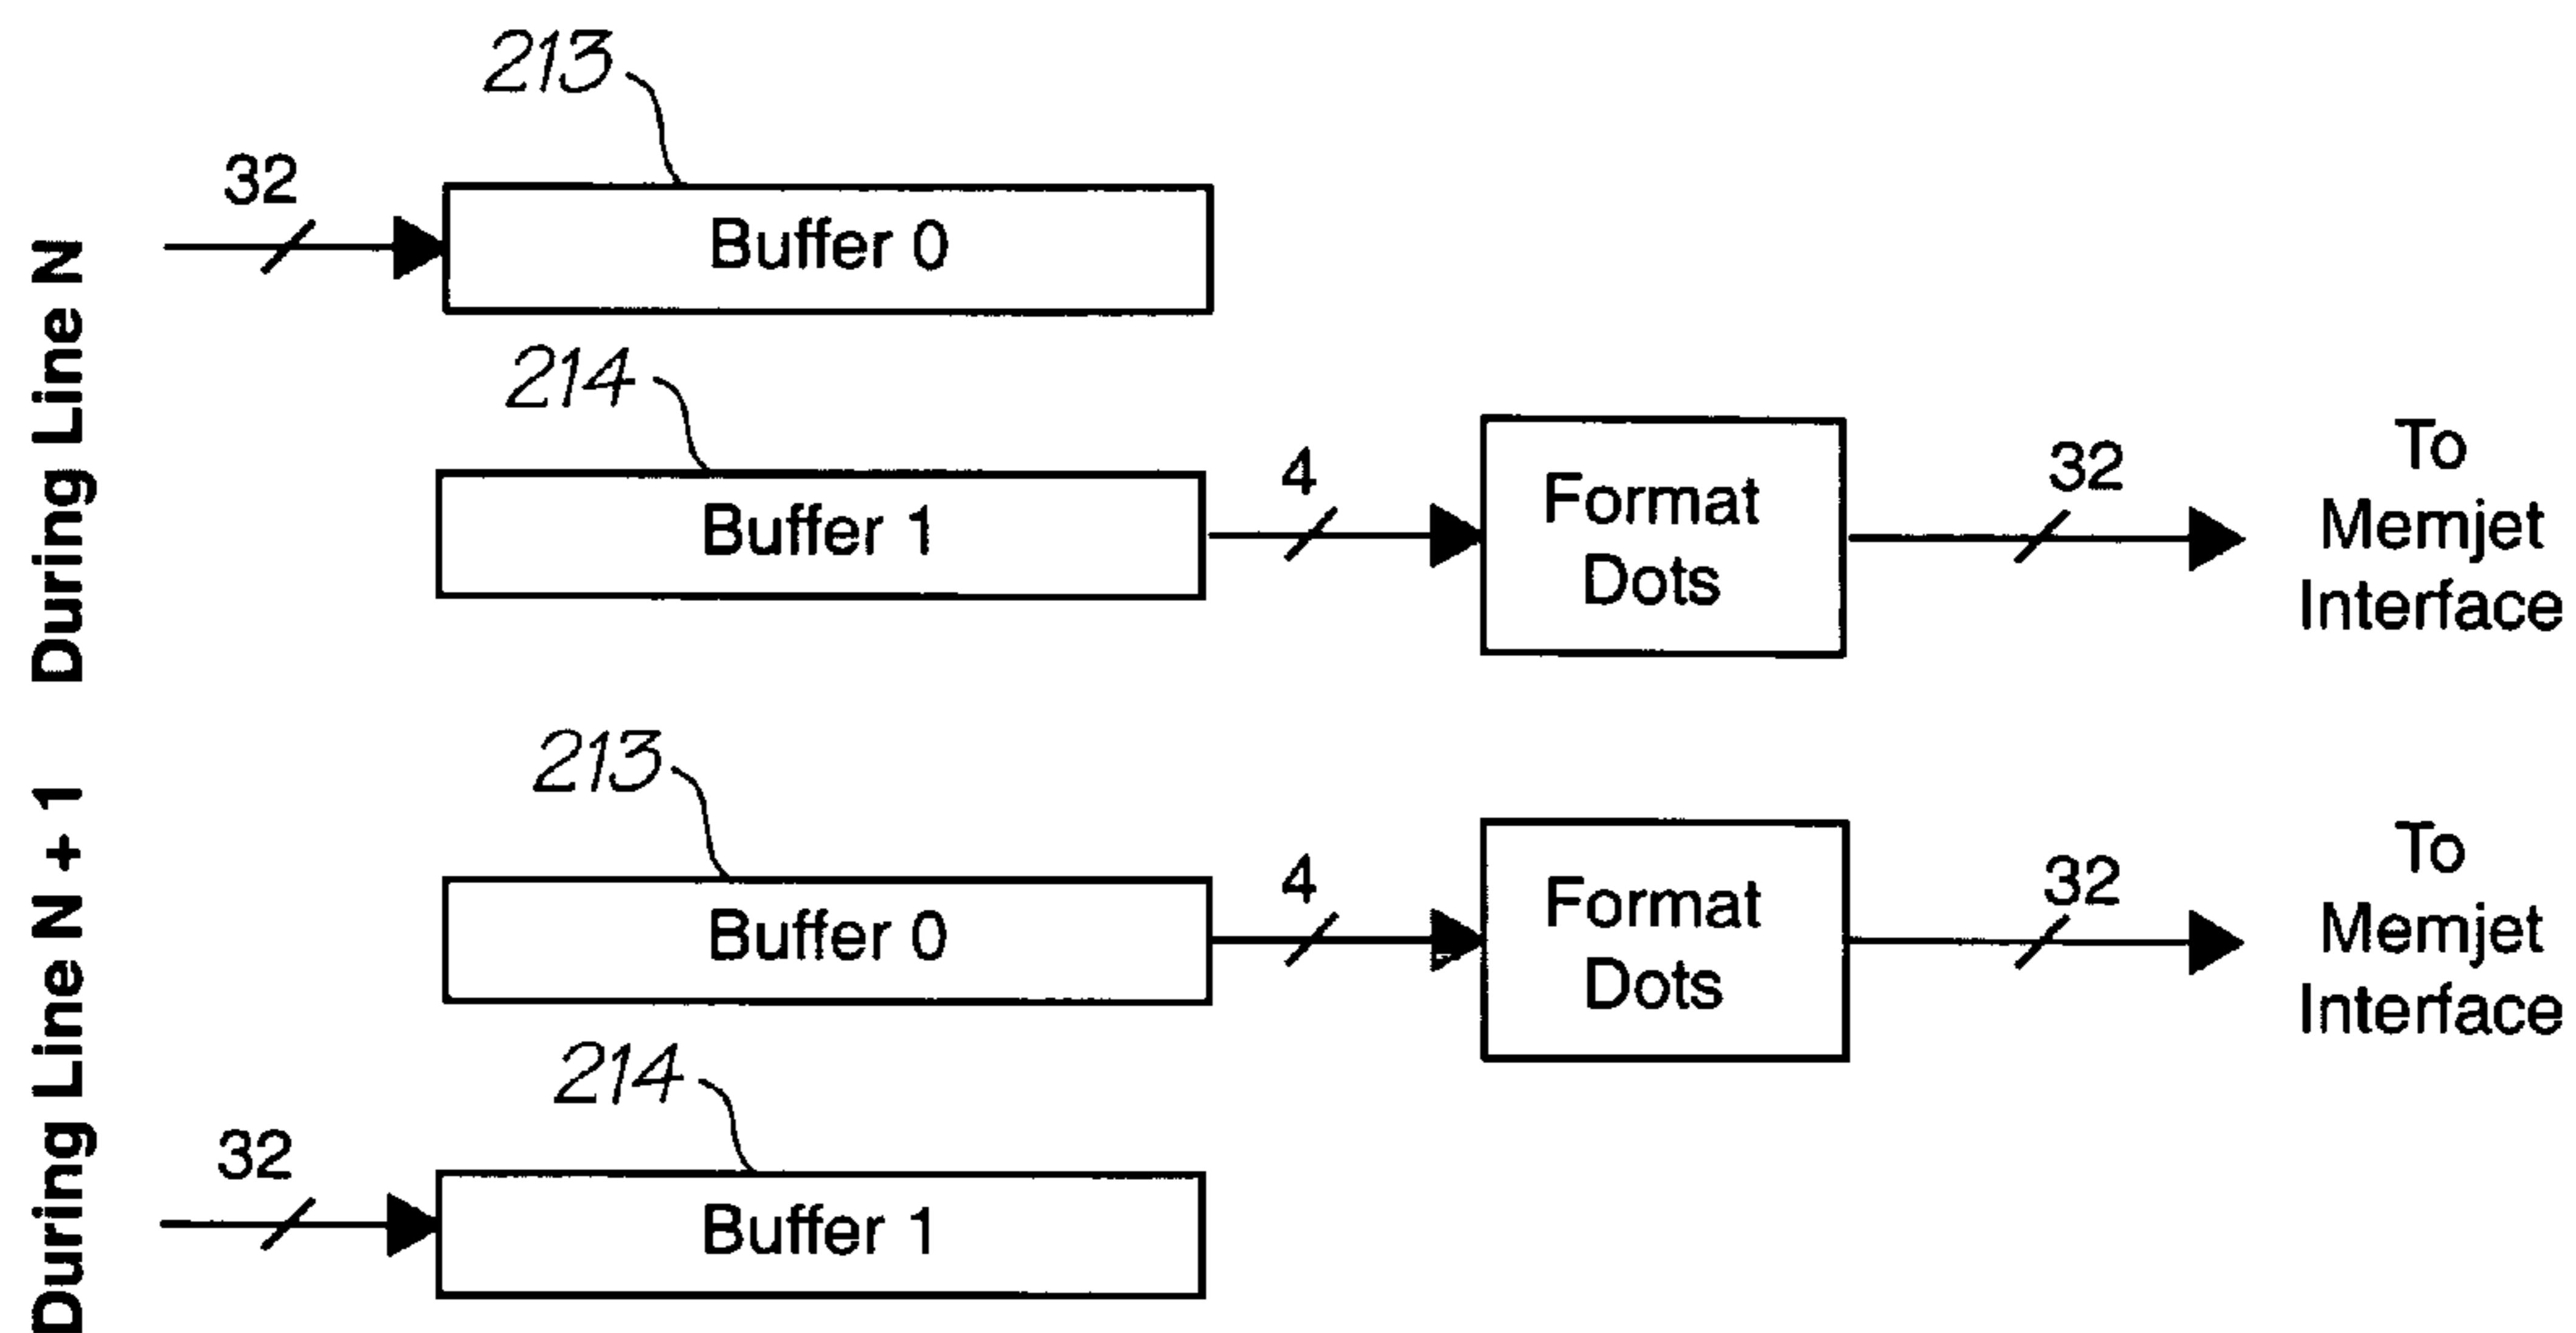 During Line N
213
32
Buffer 0
214
Buffer 1
4
Format
Dots
32
To
Memjet
Interface
During Line N + 1
213
Buffer 0
4
Format
Dots
32
To
Memjet
Interface
214
32
Buffer 1